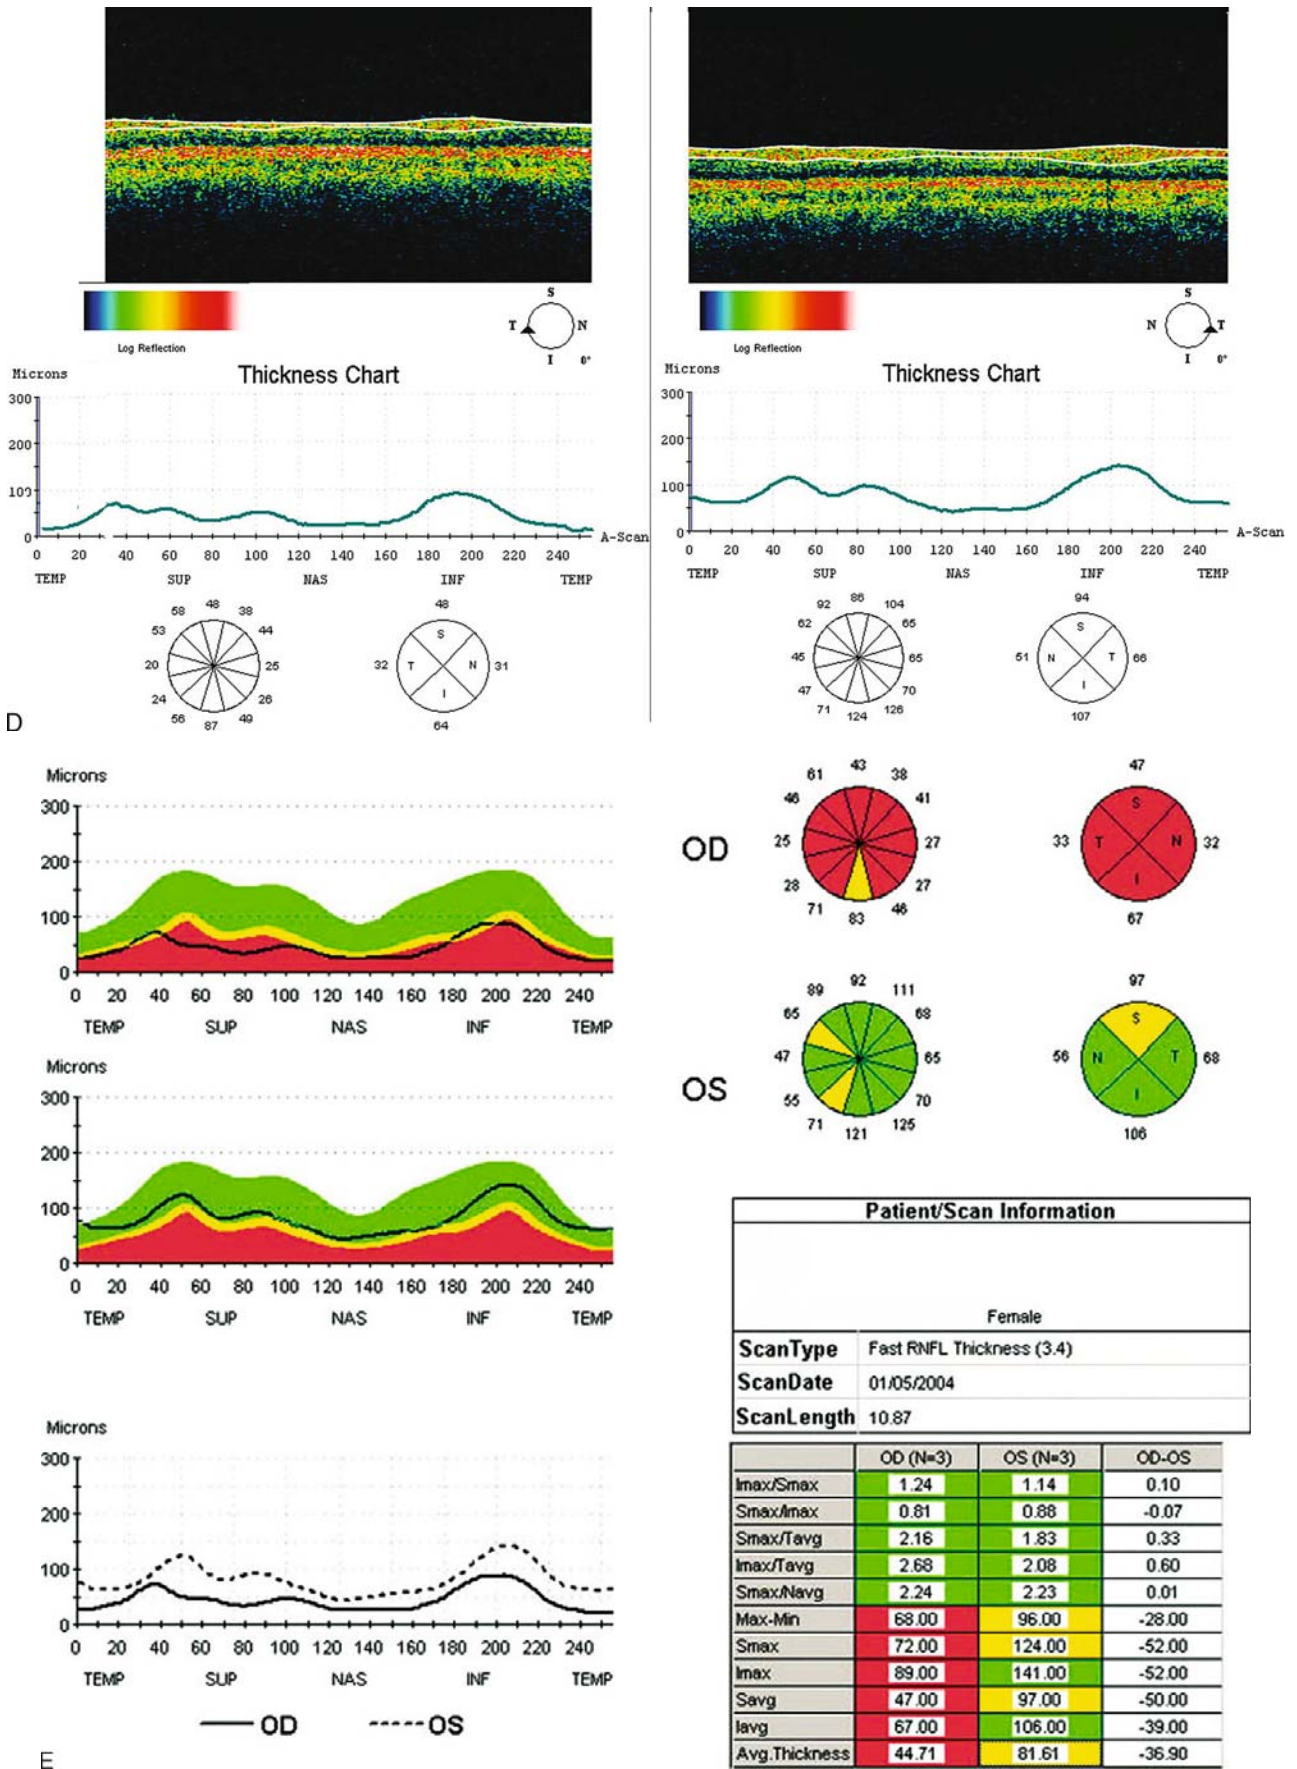 S
T N
I 0°
Log Reflection
Microns
Thickness Chart
300
200
100
0
0 20 40 60 80 100 120 140 160 180 200 220 240
A-Scan
TEMP SUP NAS INF TEMP
48
58 38
53 44
20 25
24 26
56 49
87
48
S
32 T N 31
I
64
S
N T
I 0°
Log Reflection
Microns
Thickness Chart
300
200
100
0
0 20 40 60 80 100 120 140 160 180 200 220 240
A-Scan
TEMP SUP NAS INF TEMP
86
92 104
62 65
45 65
47 70
71 126
124
94
S
51 N T 66
I
107
D
Microns
300
200
100
0
0 20 40 60 80 100 120 140 160 180 200 220 240
TEMP SUP NAS INF TEMP
OD
43
61 38
46 41
25 27
28 27
71 46
83
47
S
33 T N 32
I
67
Microns
300
200
100
0
0 20 40 60 80 100 120 140 160 180 200 220 240
TEMP SUP NAS INF TEMP
OS
92
89 111
65 68
47 65
55 70
71 125
121
97
S
56 N T 68
I
106
Patient/Scan Information
Female
ScanType Fast RNFL Thickness (3.4)
ScanDate 01/05/2004
ScanLength 10.87
Microns
300
200
100
0
0 20 40 60 80 100 120 140 160 180 200 220 240
TEMP SUP NAS INF TEMP
OD OS
OD (N=3) OS (N=3) OD-OS
Imax/Smax 1.24 1.14 0.10
Smax/Imax 0.81 0.88 -0.07
Smax/Tavg 2.16 1.83 0.33
Imax/Tavg 2.68 2.08 0.60
Smax/Navg 2.24 2.23 0.01
Max-Min 68.00 96.00 -28.00
Smax 72.00 124.00 -52.00
Imax 89.00 141.00 -52.00
Savg 47.00 97.00 -50.00
Iavg 67.00 106.00 -39.00
Avg.Thickness 44.71 81.61 -36.90
E